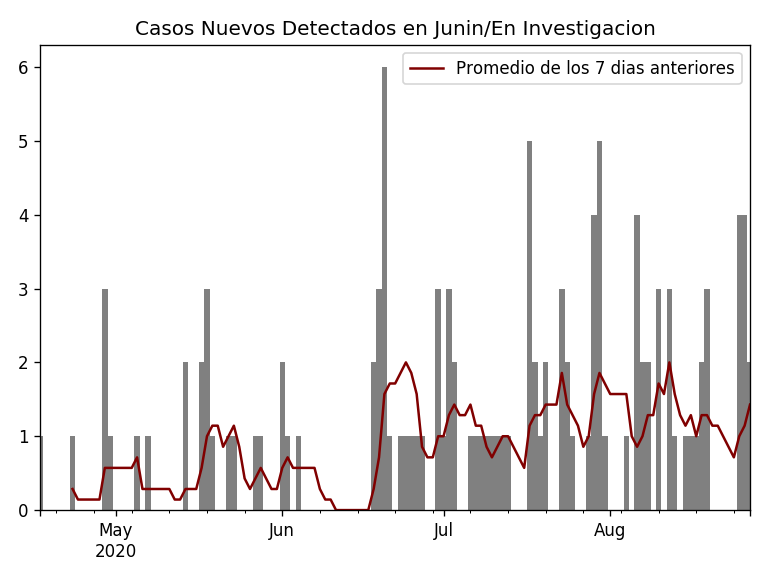 Casos Nuevos Detectados en Junin/En Investigacion
Promedio de los 7 dias anteriores
6
5
4
3
2
1
0
May Jun Jul Aug
2020